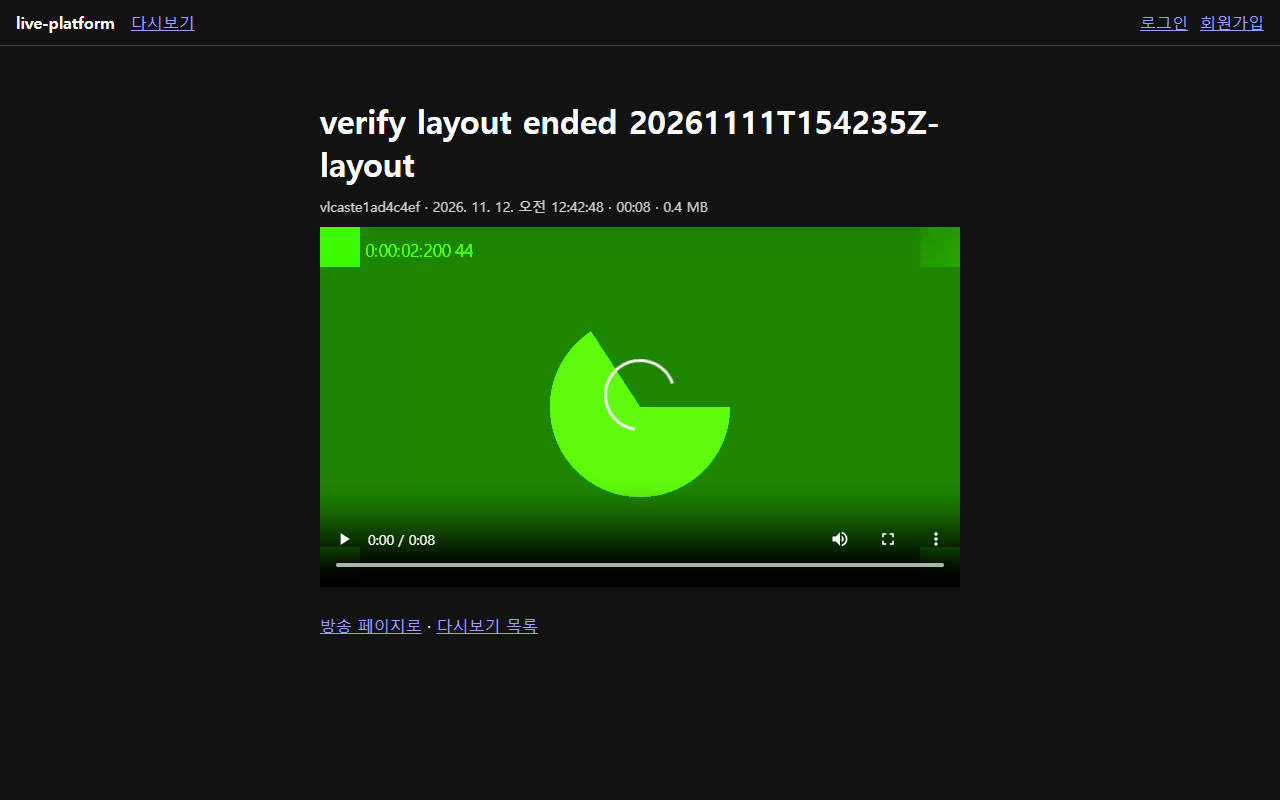 live-platform 다시보기 로그인 회원가입
verify layout ended 20261111T154235Z-
layout
vlcaste1ad4c4ef · 2026. 11. 12. 오전 12:42:48 · 00:08 · 0.4 MB
0:00:02:200 44
0:00 / 0:08
방송 페이지로 · 다시보기 목록